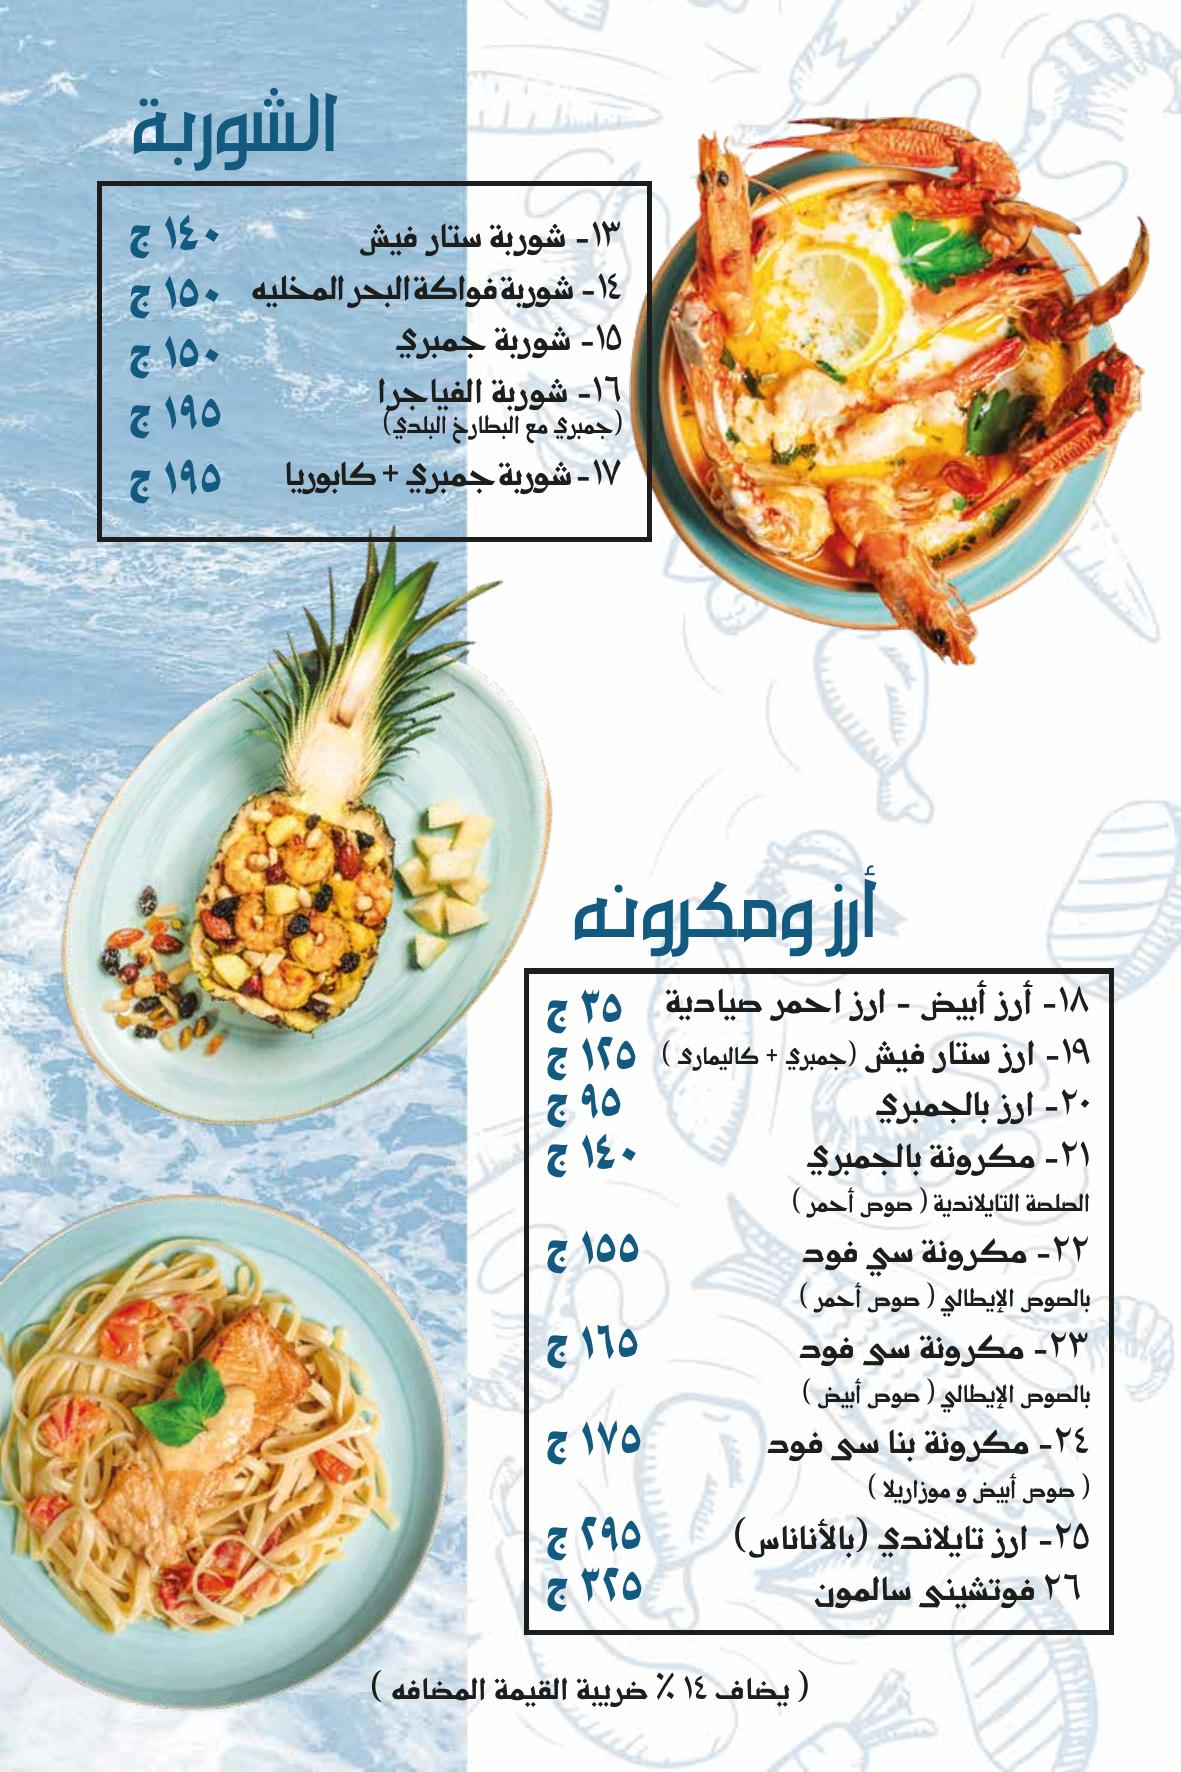 الشوربة
١٣- شوربة ستار فيش ١٤٠ ج
١٤- شوربة فواكة البحر المخليه ١٥٠ ج
١٥- شوربة جمبري ١٥٠ ج
١٦- شوربة الفياجرا ١٩٥ ج
(جمبري مع البطارخ البلدي)
١٧- شوربة جمبري + كابوريا ١٩٥ ج
أرز ومكرونه
١٨- أرز أبيض - ارز احمر صيادية ٣٥ ج
١٩- ارز ستار فيش (جمبري + كاليمارى ) ١٢٥ ج
٢٠- ارز بالجمبري ٩٥ ج
٢١- مكرونة بالجمبري ١٤٠ ج
الصلصة التايلاندية ( صوص أحمر )
٢٢- مكرونة سي فود ١٥٥ ج
بالصوص الإيطالي ( صوص أحمر )
٢٣- مكرونة سى فود ١٦٥ ج
بالصوص الإيطالي ( صوص أبيض )
٢٤- مكرونة بنا سى فود ١٧٥ ج
( صوص أبيض و موزاريلا )
٢٥- ارز تايلاندي (بالأناناس) ٢٩٥ ج
٢٦ فوتشينى سالمون ٣٢٥ ج
( يضاف ١٤ ٪ ضريبة القيمة المضافه )